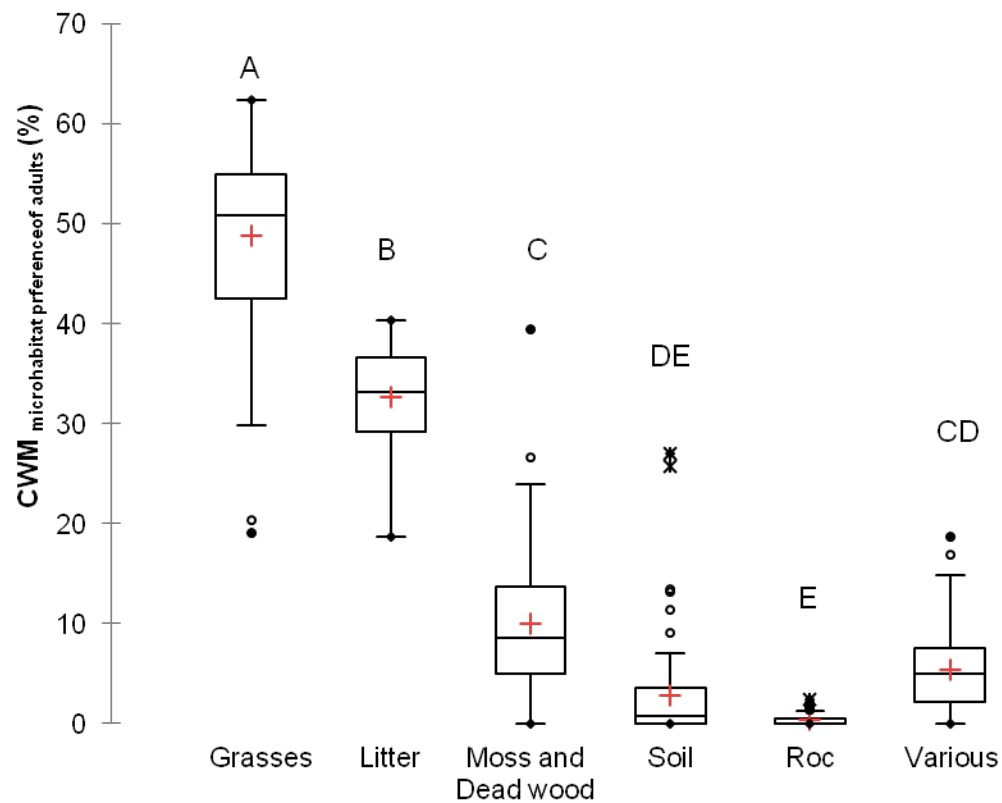 70
60
50
40
30
20
10
0
CWM microhabitat prferenceof adults (%)
A
B
C
DE
E
CD
Grasses
Litter
Moss and
Dead wood
Soil
Roc
Various